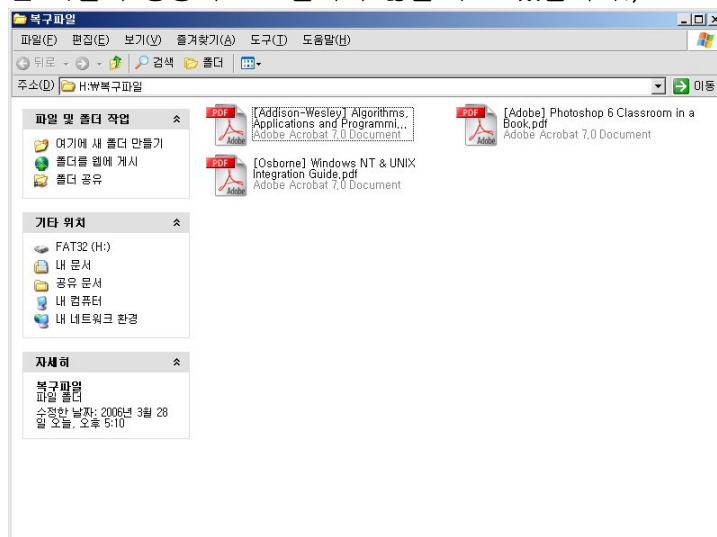 복구파일
파일(F) 편집(E) 보기(V) 즐겨찾기(A) 도구(T) 도움말(H)
뒤로 검색 폴더
주소(D) H:₩복구파일 이동
파일 및 폴더 작업
여기에 새 폴더 만들기
폴더를 웹에 게시
폴더 공유
기타 위치
FAT32 (H:)
내 문서
공유 문서
내 컴퓨터
내 네트워크 환경
자세히
복구파일
파일 폴더
수정한 날짜: 2006년 3월 28
일 오늘, 오후 5:10
PDF
Adobe
[Addison-Wesley] Algorithms,
Applications and Programmi...
Adobe Acrobat 7.0 Document
PDF
Adobe
[Adobe] Photoshop 6 Classroom in a
Book.pdf
Adobe Acrobat 7.0 Document
PDF
Adobe
[Osborne] Windows NT & UNIX
Integration Guide.pdf
Adobe Acrobat 7.0 Document